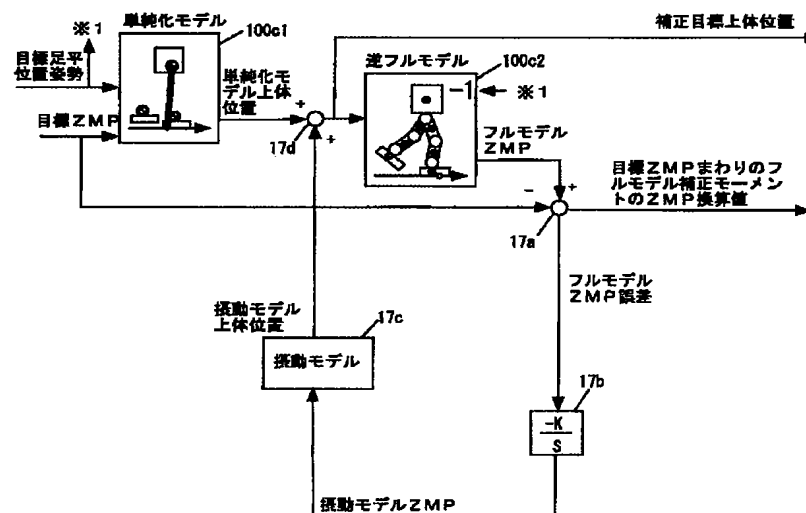 単純化モデル
100c1
※1
目標足平
位置姿勢
目標ZMP
単純化モ
デル上体
位置
+
+
17d
補正目標上体位置
逆フルモデル
100c2
-1
※1
フルモデル
ZMP
-
+
17a
目標ZMPまわりのフ
ルモデル補正モーメン
トのZMP換算値
フルモデル
ZMP誤差
摂動モデル
上体位置
17c
摂動モデル
17b
-K
S
摂動モデルZMP